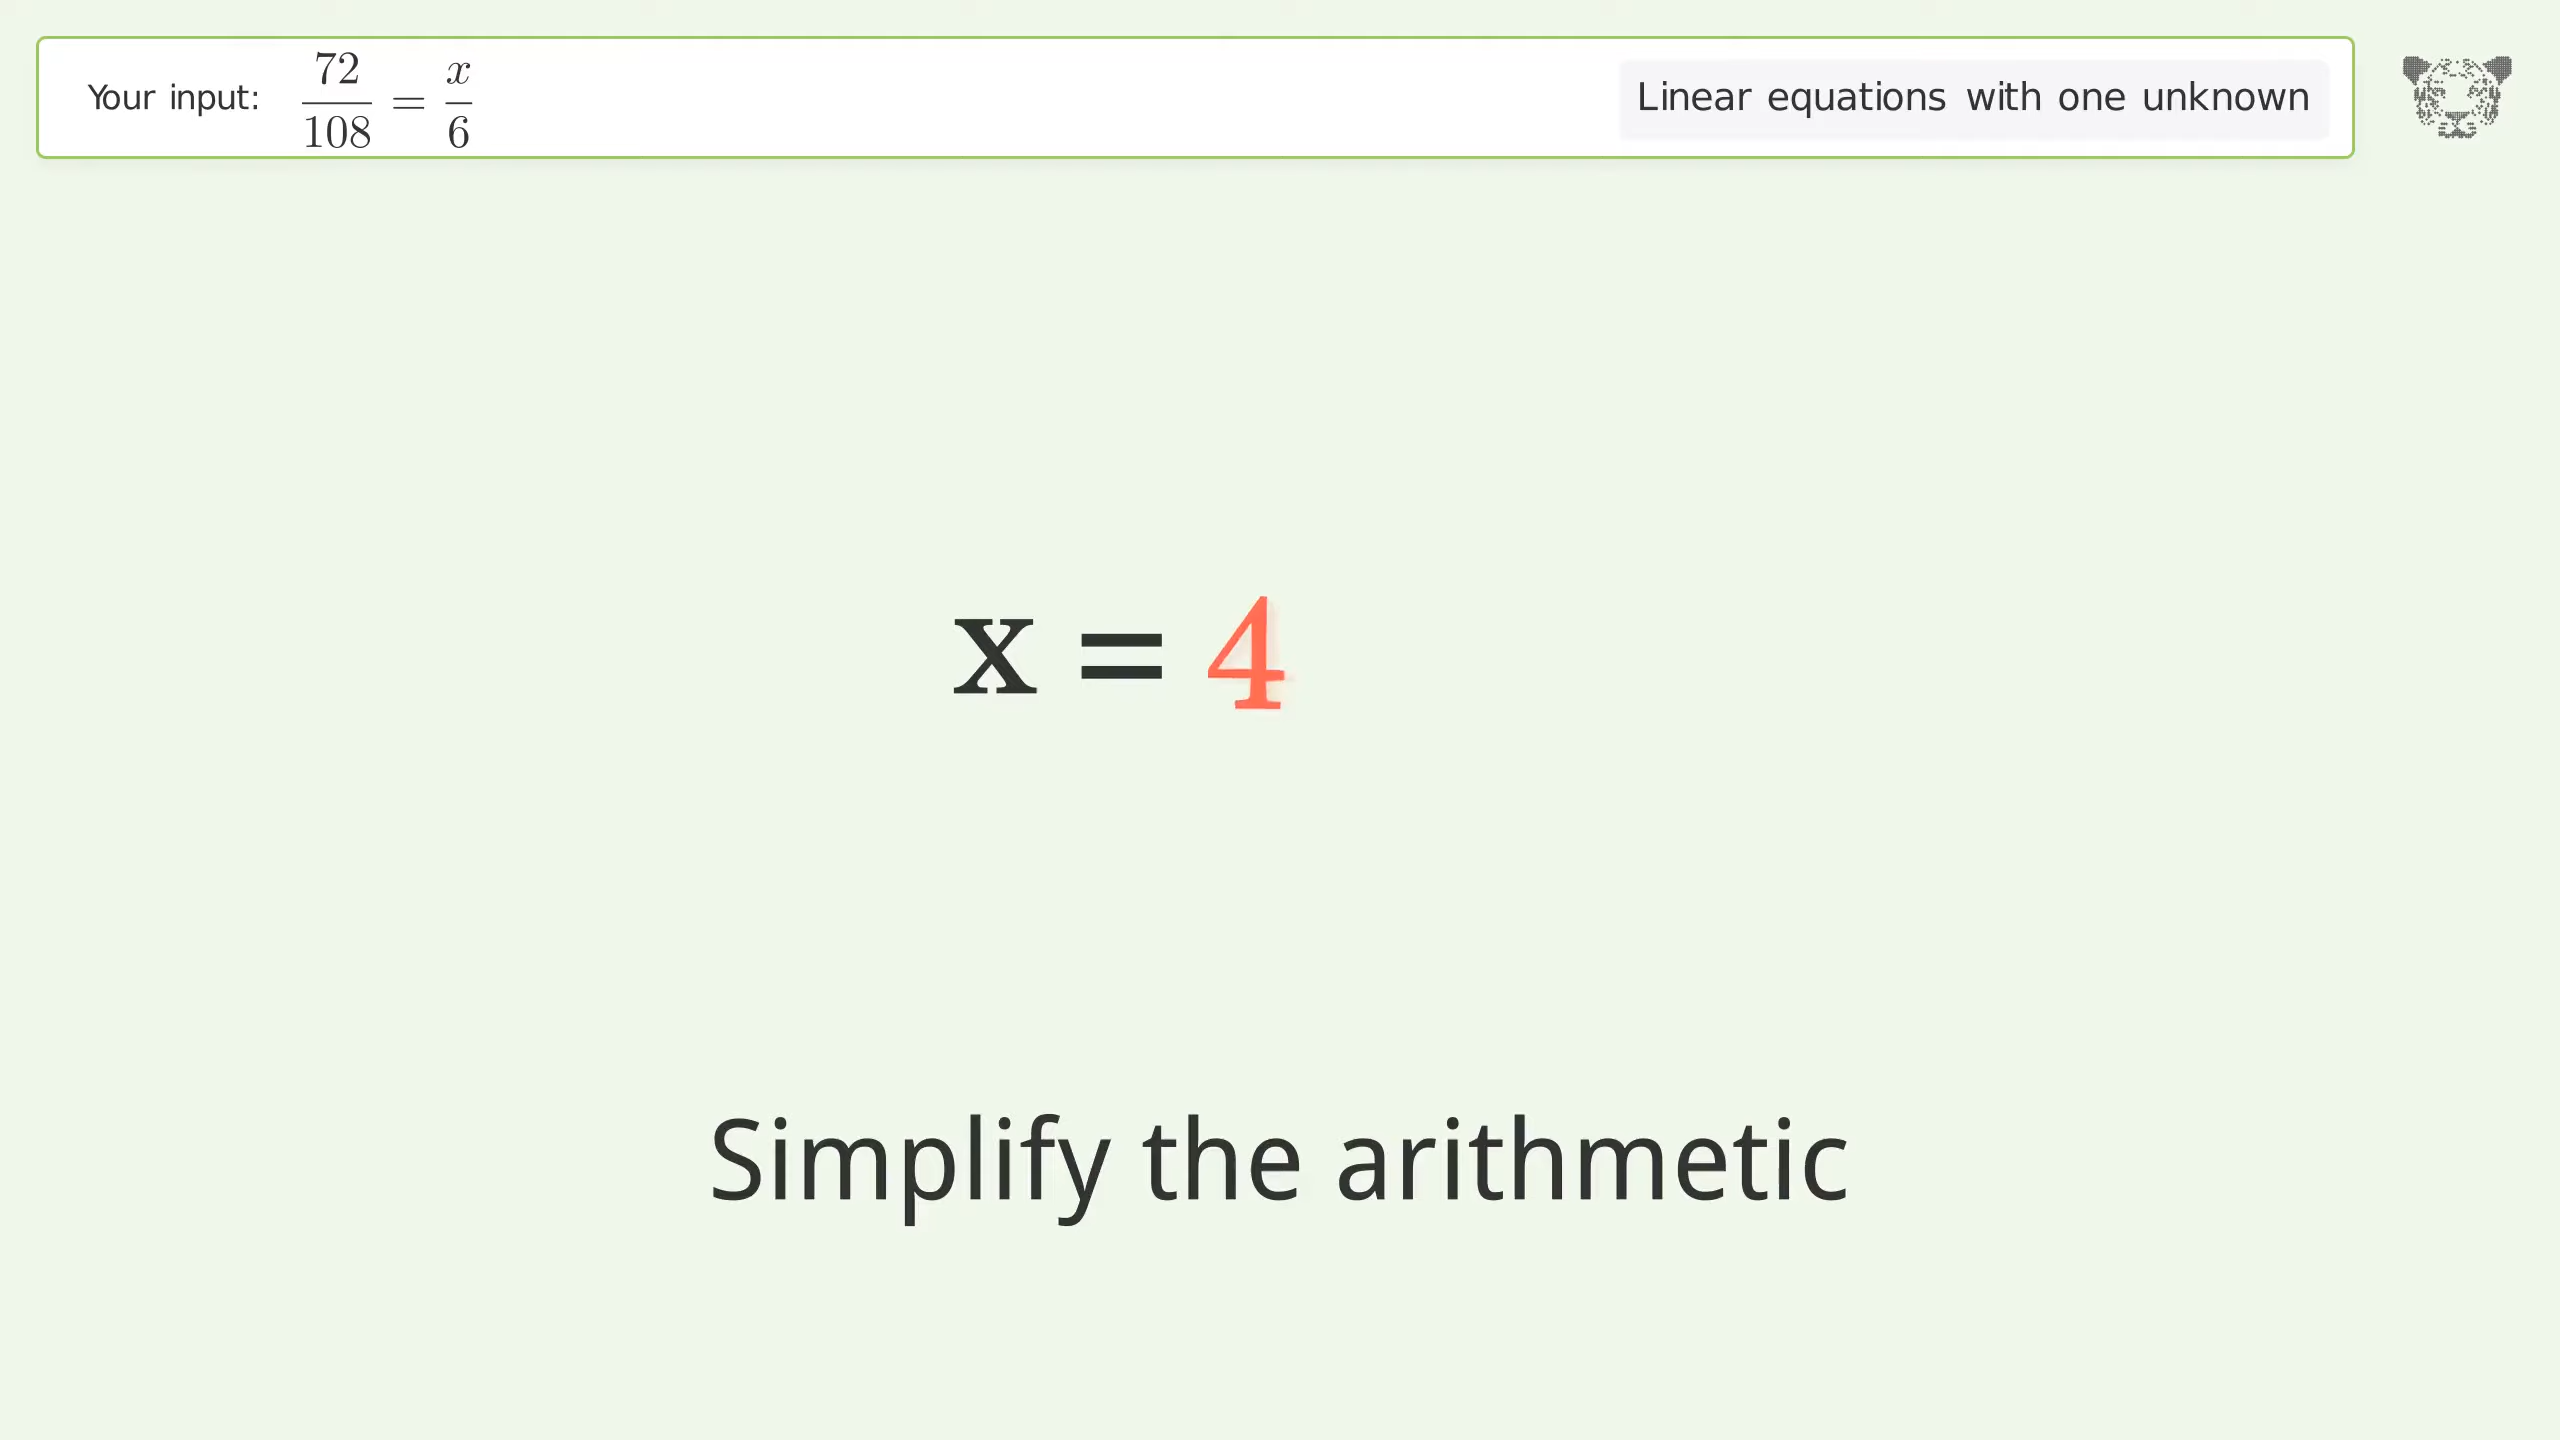 Your input: 72/108 = x/6
Linear equations with one unknown
x = 4
Simplify the arithmetic